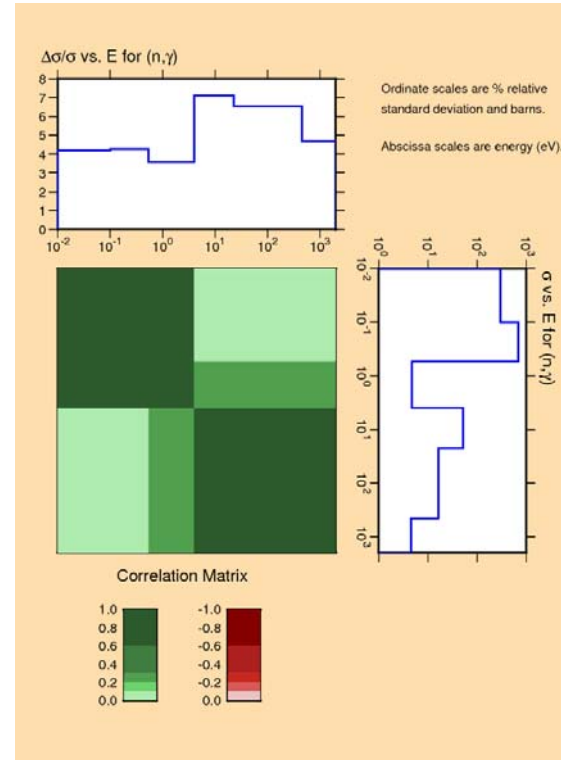 Δσ/σ vs. E for (n,γ)
Ordinate scales are % relative
standard deviation and barns.
Abscissa scales are energy (eV).
8
7
6
5
4
3
2
1
0
10⁻² 10⁻¹ 10⁰ 10¹ 10² 10³
10⁰ 10¹ 10² 10³
σ vs. E for (n,γ)
10⁻²
10⁻¹
10⁰
10¹
10²
10³
Correlation Matrix
1.0 -1.0
0.8 -0.8
0.6 -0.6
0.4 -0.4
0.2 -0.2
0.0 0.0